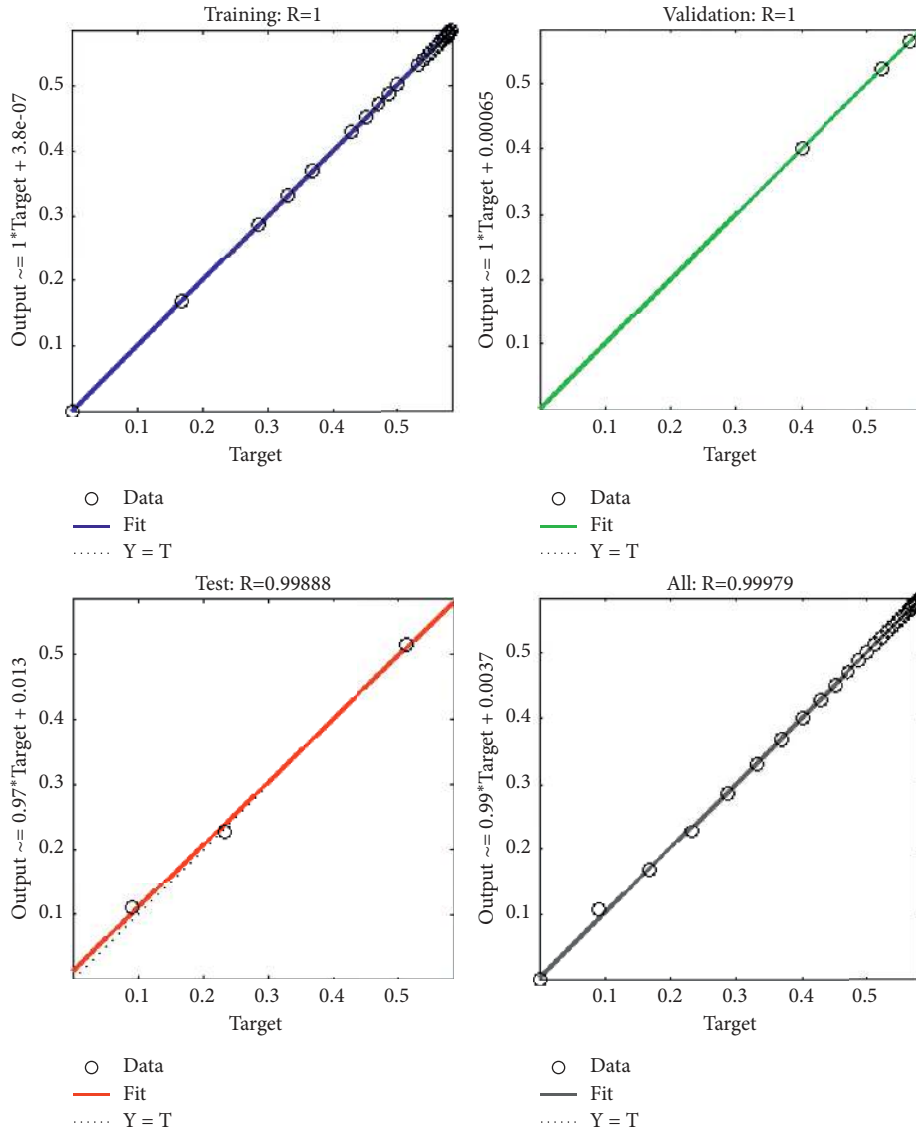 Training: R=1
Output ~= 1*Target + 3.8e-07
0.5
0.4
0.3
0.2
0.1
0.1 0.2 0.3 0.4 0.5
Target
Data
Fit
Y = T
Validation: R=1
Output ~= 1*Target + 0.00065
0.5
0.4
0.3
0.2
0.1
0.1 0.2 0.3 0.4 0.5
Target
Data
Fit
Y = T
Test: R=0.99888
Output ~= 0.97*Target + 0.013
0.5
0.4
0.3
0.2
0.1
0.1 0.2 0.3 0.4 0.5
Target
Data
Fit
Y = T
All: R=0.99979
Output ~= 0.99*Target + 0.0037
0.5
0.4
0.3
0.2
0.1
0.1 0.2 0.3 0.4 0.5
Target
Data
Fit
Y = T